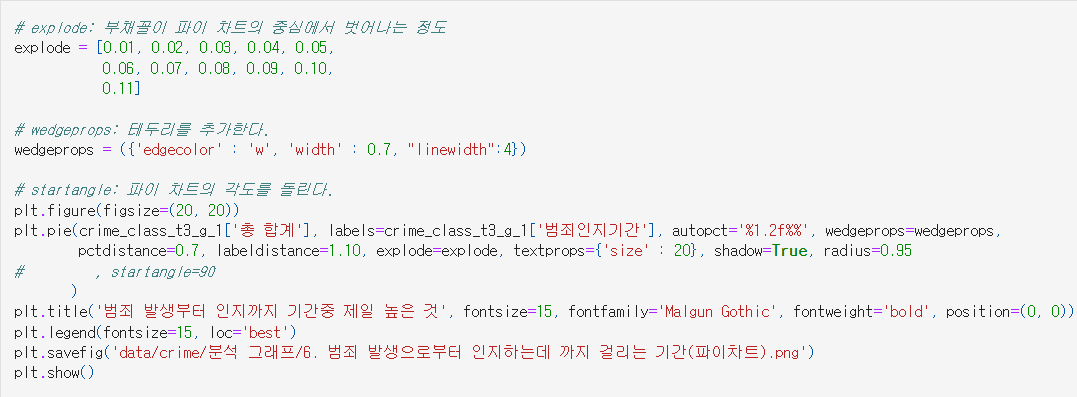 # explode: 부채꼴이 파이 차트의 중심에서 벗어나는 정도
explode = [0.01, 0.02, 0.03, 0.04, 0.05,
           0.06, 0.07, 0.08, 0.09, 0.10,
           0.11]
# wedgeprops: 테두리를 추가한다.
wedgeprops = ({'edgecolor' : 'w', 'width' : 0.7, "linewidth":4})
# startangle: 파이 차트의 각도를 돌린다.
plt.figure(figsize=(20, 20))
plt.pie(crime_class_t3_g_1['총 합계'], labels=crime_class_t3_g_1['범죄인지기간'], autopct='%1.2f%%', wedgeprops=wedgeprops,
        pctdistance=0.7, labeldistance=1.10, explode=explode, textprops={'size' : 20}, shadow=True, radius=0.95
#         , startangle=90
       )
plt.title('범죄 발생부터 인지까지 기간중 제일 높은 것', fontsize=15, fontfamily='Malgun Gothic', fontweight='bold', position=(0, 0))
plt.legend(fontsize=15, loc='best')
plt.savefig('data/crime/분석 그래프/6. 범죄 발생으로부터 인지하는데 까지 걸리는 기간(파이차트).png')
plt.show()